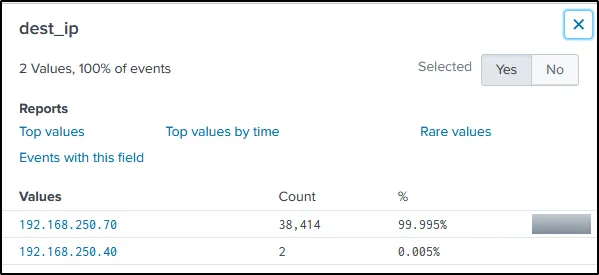 dest_ip
×
2 Values, 100% of events
Selected Yes No
Reports
Top values Top values by time Rare values
Events with this field
Values Count %
192.168.250.70 38,414 99.995%
192.168.250.40 2 0.005%